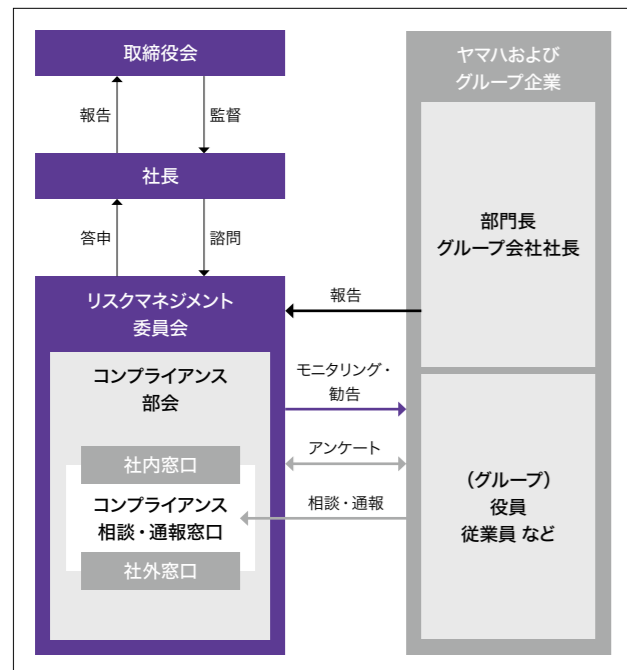 取締役会
報告
監督
社長
答申
諮問
リスクマネジメント
委員会
コンプライアンス
部会
社内窓口
コンプライアンス
相談・通報窓口
社外窓口
報告
モニタリング・
勧告
アンケート
相談・通報
ヤマハおよび
グループ企業
部門長
グループ会社社長
（グループ）
役員
従業員 など